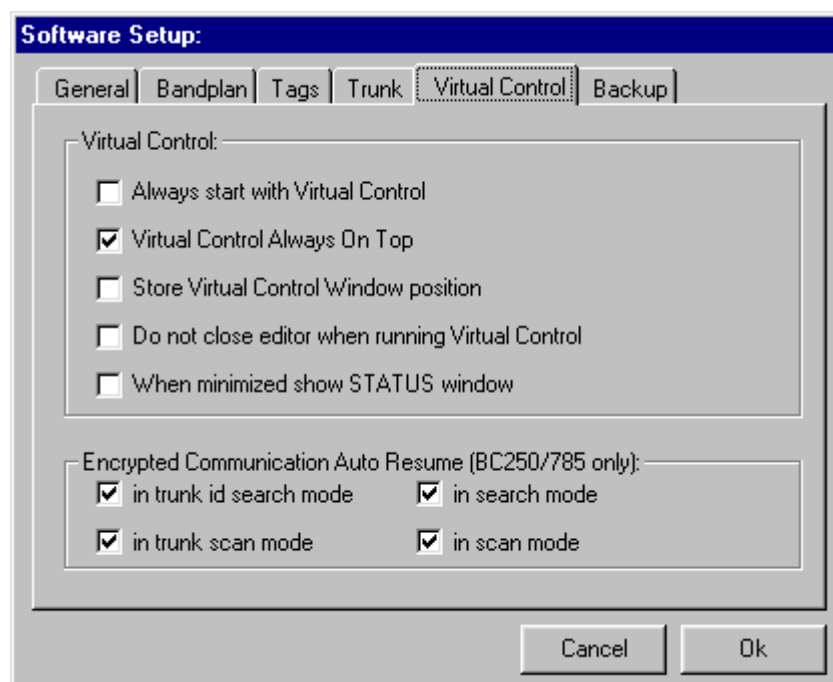 Software Setup:
General Bandplan Tags Trunk Virtual Control Backup
Virtual Control:
Always start with Virtual Control
Virtual Control Always On Top
Store Virtual Control Window position
Do not close editor when running Virtual Control
When minimized show STATUS window
Encrypted Communication Auto Resume (BC250/785 only):
in trunk id search mode in search mode
in trunk scan mode in scan mode
Cancel Ok